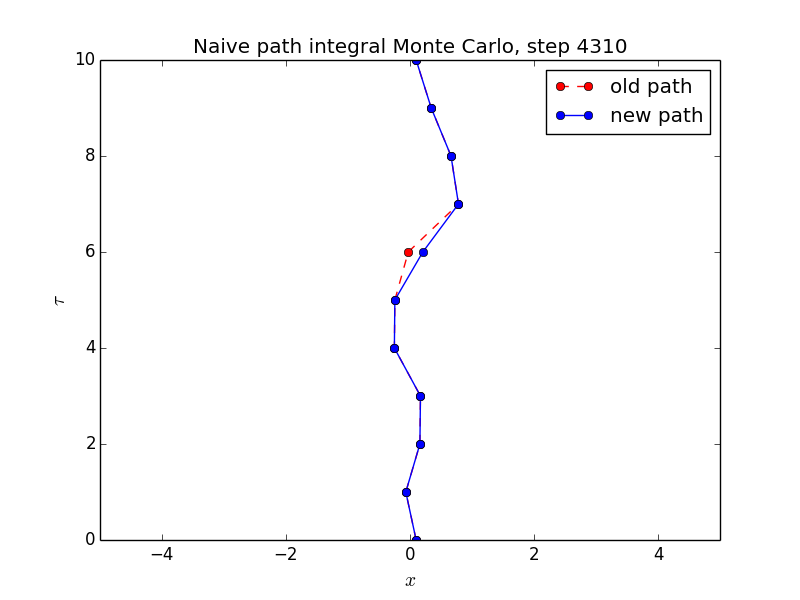 Naive path integral Monte Carlo, step 4310
10
8
6
4
2
0
τ
old path
new path
−4 −2 0 2 4
x